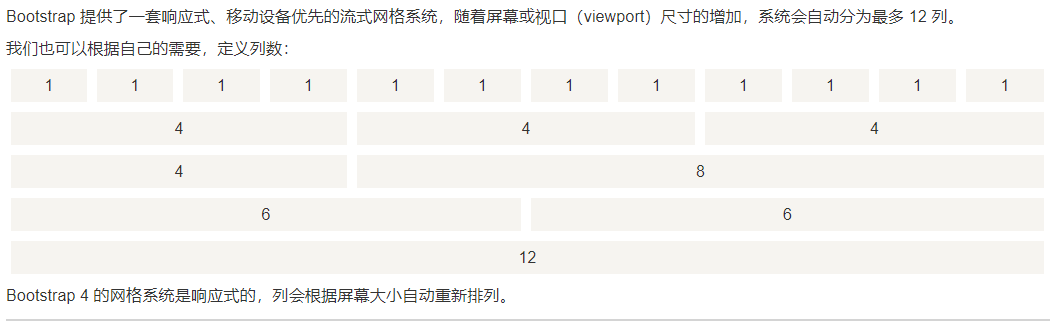 Bootstrap 提供了一套响应式、移动设备优先的流式网格系统，随着屏幕或视口（viewport）尺寸的增加，系统会自动分为最多 12 列。
我们也可以根据自己的需要，定义列数：
1 1 1 1 1 1 1 1 1 1 1 1
4 4 4
4 8
6 6
12
Bootstrap 4 的网格系统是响应式的，列会根据屏幕大小自动重新排列。